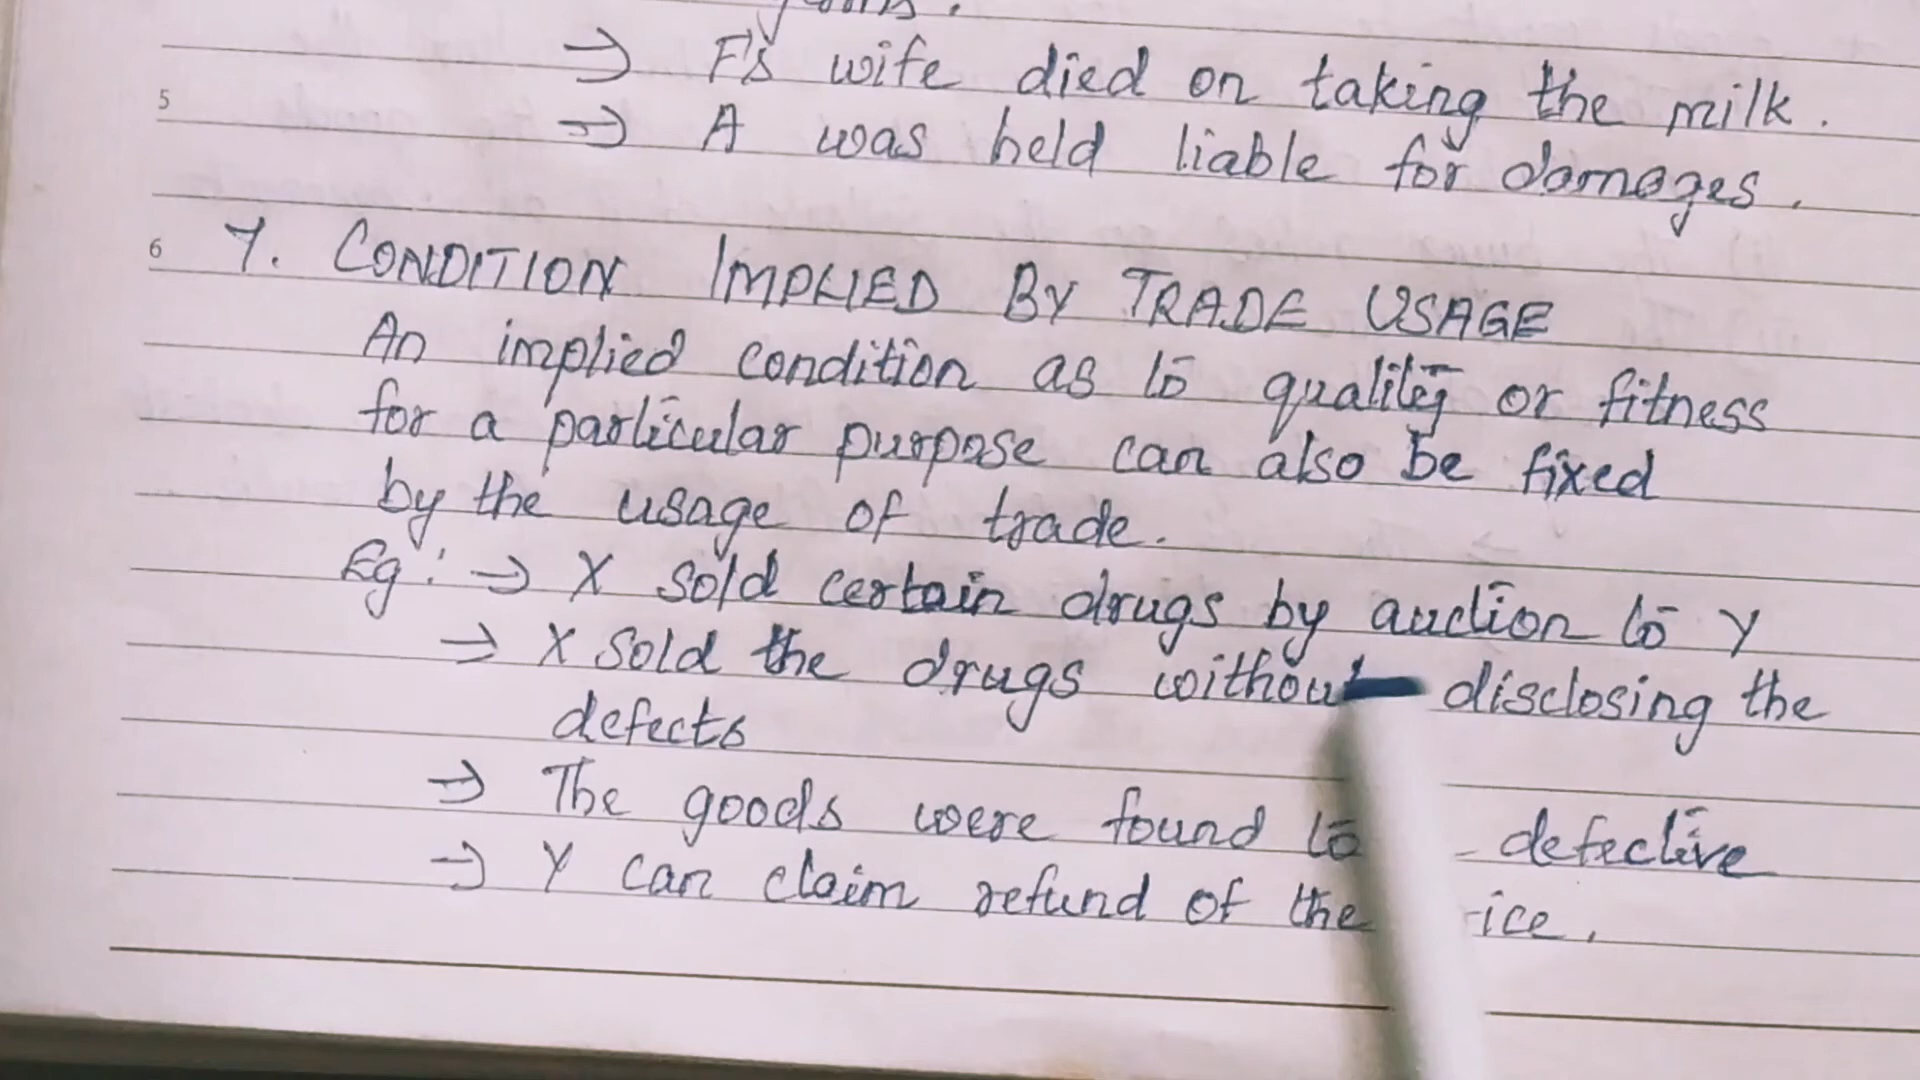 ⇒ F's wife died on taking the milk.
5
⇒ A was held liable for damages.
6
7. CONDITION IMPLIED BY TRADE USAGE
An implied condition as to quality or fitness
for a particular purpose can also be fixed
by the usage of trade.
Eg: ⇒ X sold certain drugs by auction to Y
⇒ X sold the drugs without disclosing the
defects
⇒ The goods were found to defective
⇒ Y can claim refund of the